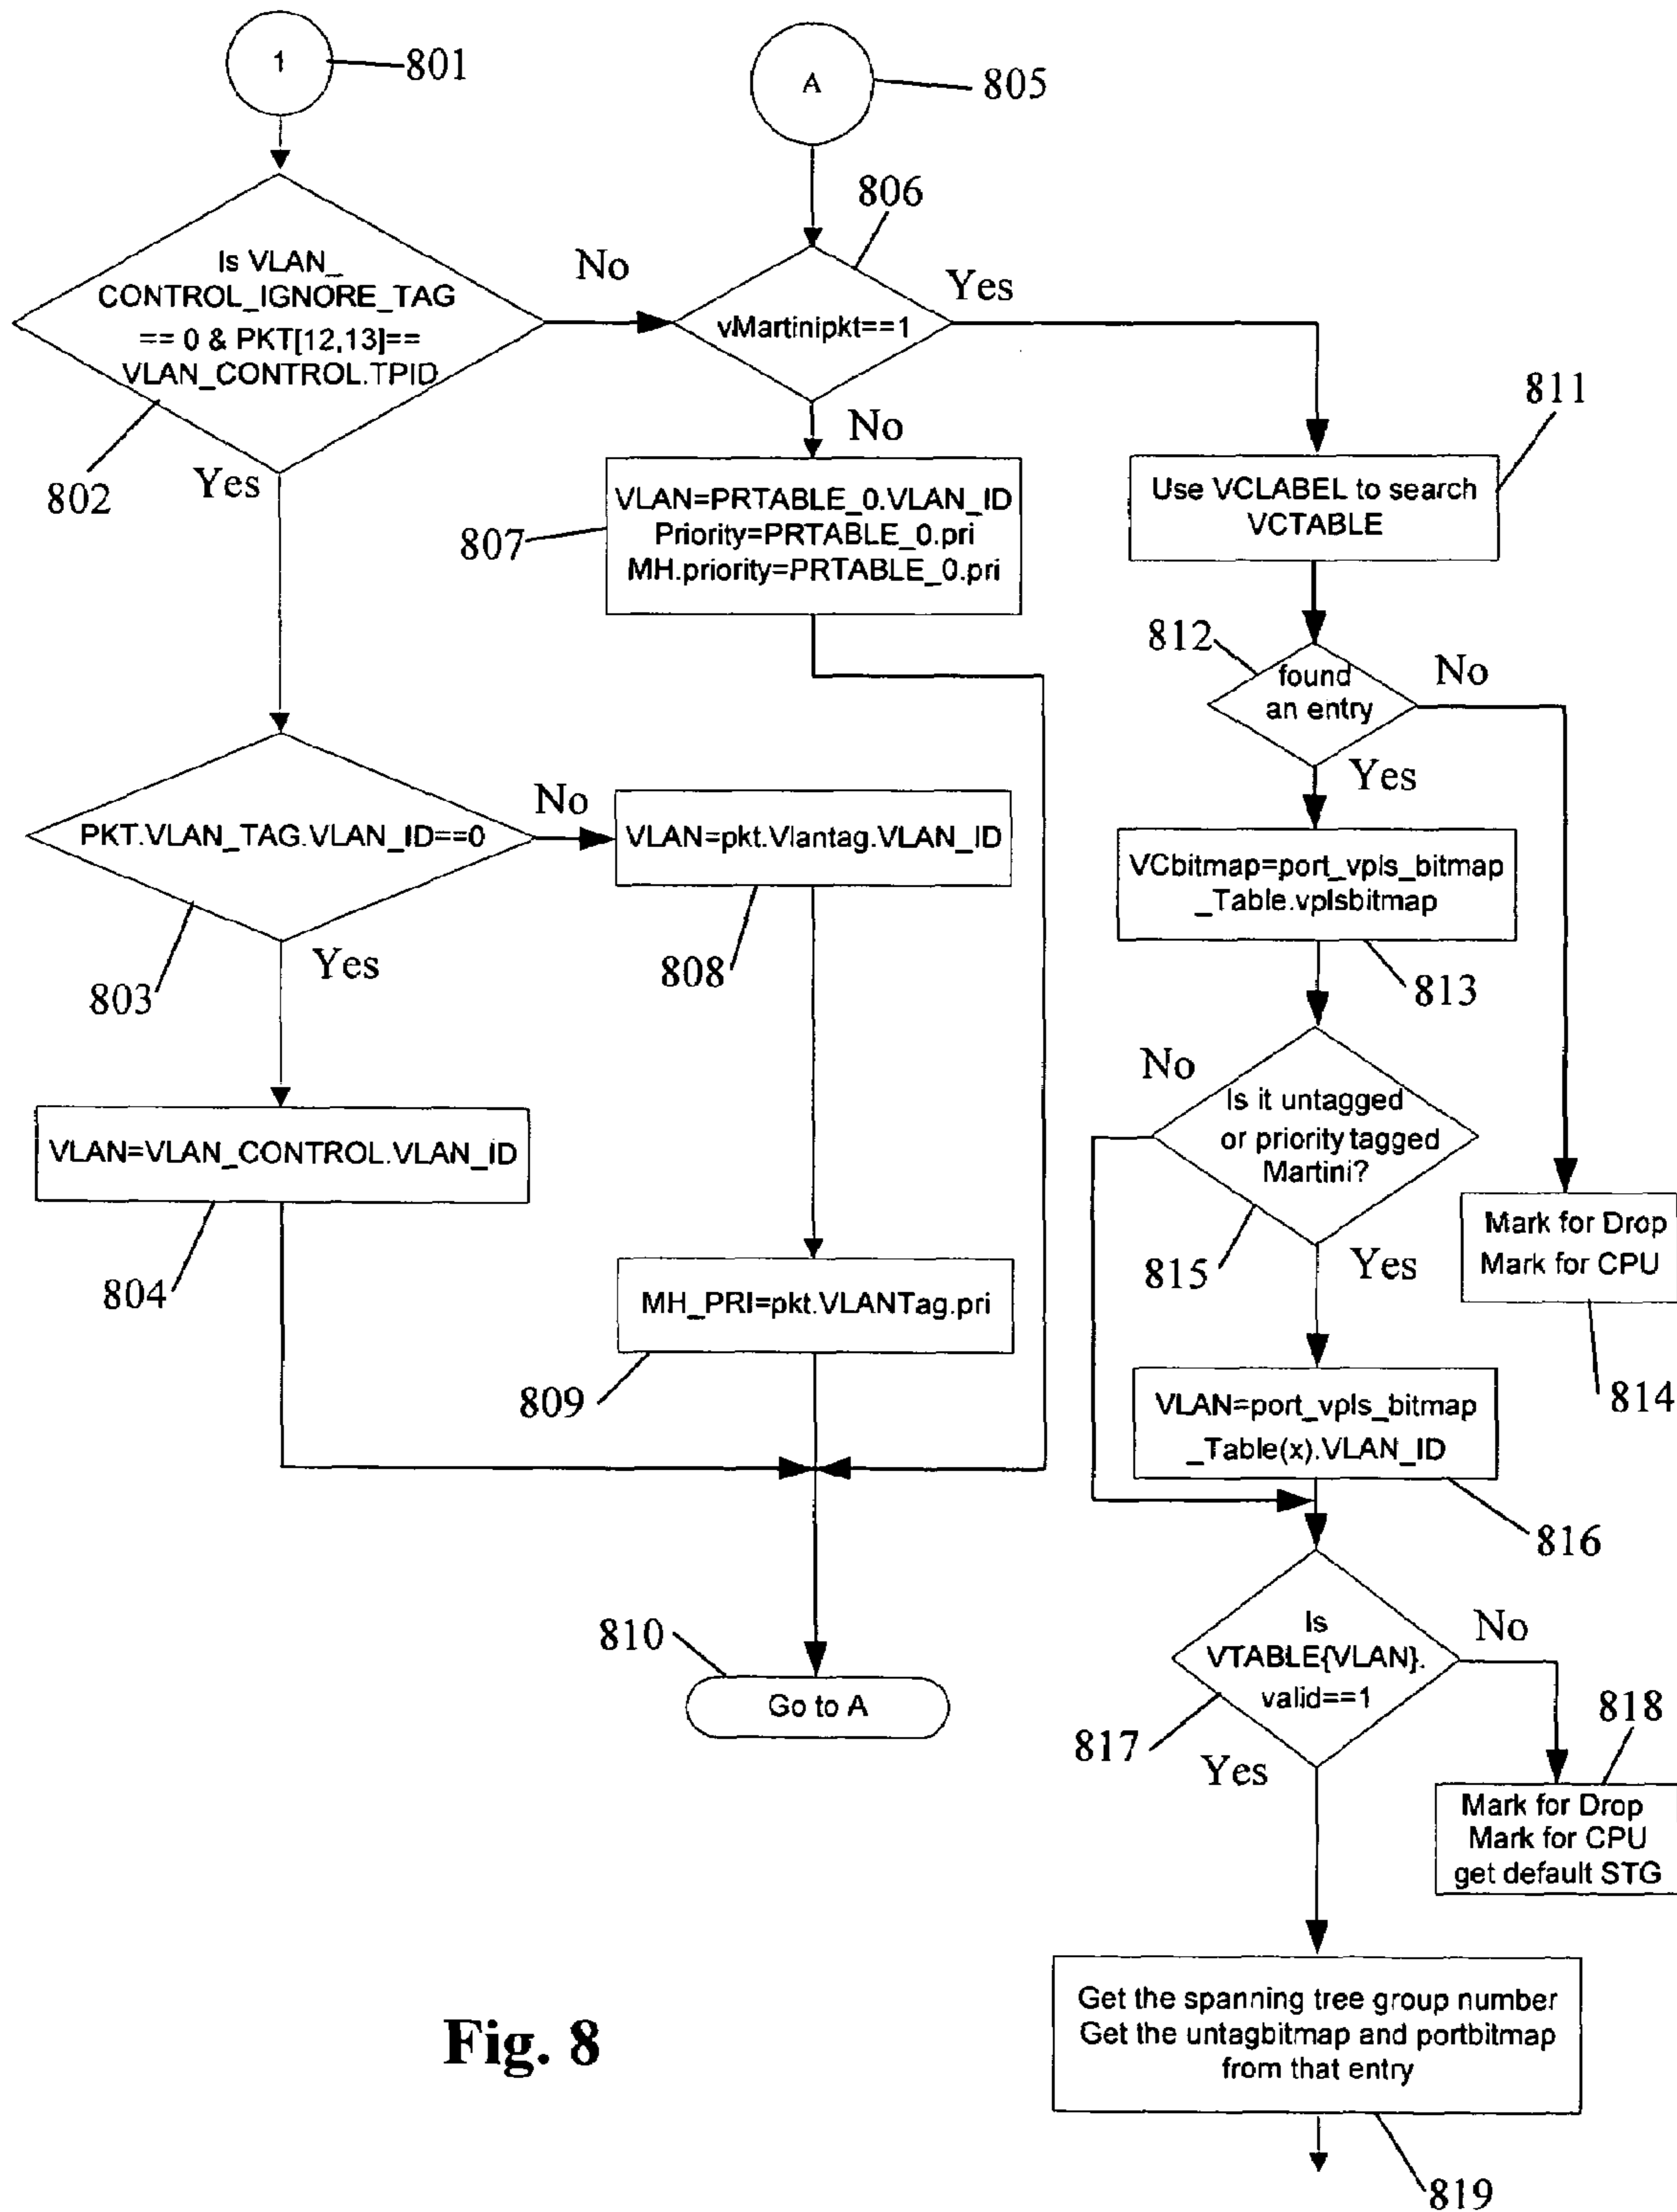 1
801
A
805
806
Is VLAN_
CONTROL_IGNORE_TAG
== 0 & PKT[12,13]==
VLAN_CONTROL.TPID
No
vMartinipkt==1
Yes
802
Yes
No
811
VLAN=PRTABLE_0.VLAN_ID
Priority=PRTABLE_0.pri
MH.priority=PRTABLE_0.pri
807
Use VCLABEL to search
VCTABLE
812
found
an entry
No
Yes
PKT.VLAN_TAG.VLAN_ID==0
No
VLAN=pkt.Vlantag.VLAN_ID
VCbitmap=port_vpls_bitmap
_Table.vplsbitmap
803
Yes
808
813
No
Is it untagged
or priority tagged
Martini?
VLAN=VLAN_CONTROL.VLAN_ID
804
815
Yes
Mark for Drop
Mark for CPU
814
MH_PRI=pkt.VLANTag.pri
809
VLAN=port_vpls_bitmap
_Table(x).VLAN_ID
816
810
Go to A
Is
VTABLE{VLAN}.
valid==1
No
817
Yes
818
Mark for Drop
Mark for CPU
get default STG
Get the spanning tree group number
Get the untagbitmap and portbitmap
from that entry
819
Fig. 8